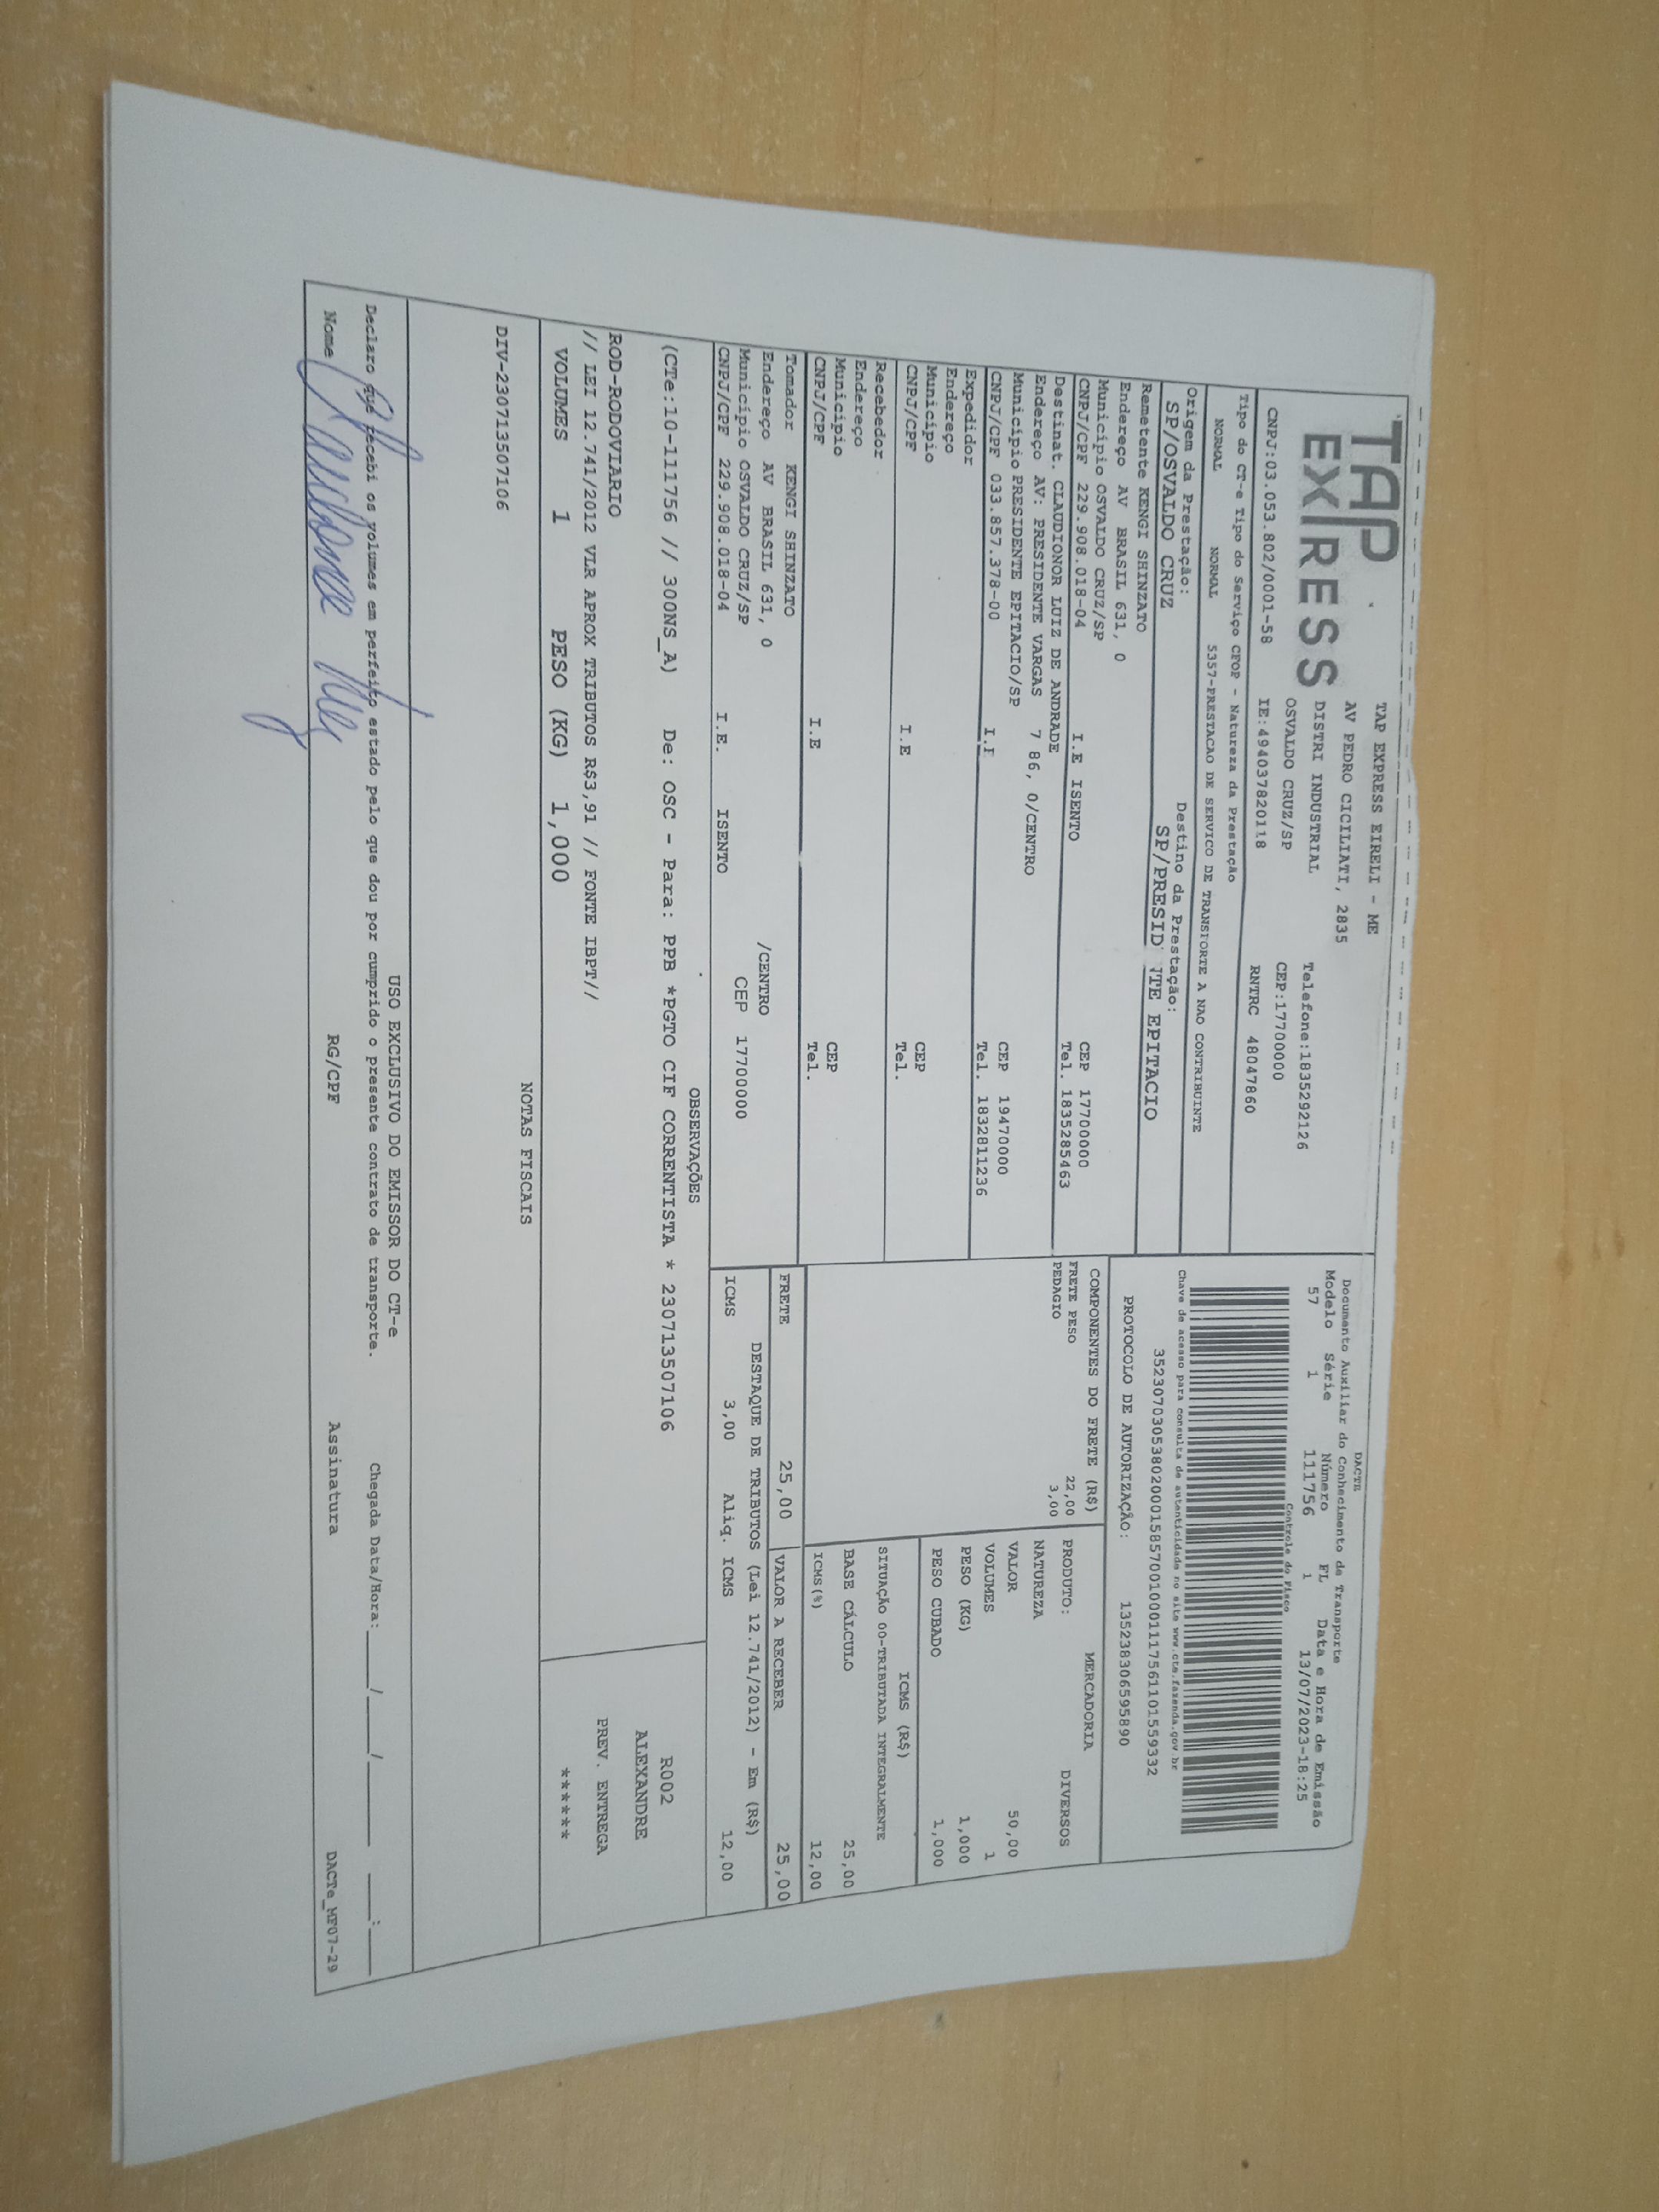 TAP
EXPRESS
TAP EXPRESS EIRELI - ME
AV PEDRO CICILIATI, 2835
DISTRI INDUSTRIAL
Telefone:1835292126
OSVALDO CRUZ/SP
CEP:17700000
CNPJ:03.053.802/0001-58
IE:494037820118
RNTRC 48047860
DACTE
Documento Auxiliar do Conhecimento de Transporte
Modelo Série Número FL Data e Hora de Emissão
57 1 111756 1 13/07/2023-18:25
Controle do Fisco
Chave de acesso para consulta de autenticidade no site www.cte.fazenda.gov br
35230703053802000158570010001117561101559332
PROTOCOLO DE AUTORIZAÇÃO: 135238306595890
Tipo do CT-e Tipo do Serviço CFOP - Natureza da Prestação
NORMAL NORMAL 5357-PRESTACAO DE SERVICO DE TRANSPORTE A NAO CONTRIBUINTE
Origem da Prestação: Destino da Prestação:
SP/OSVALDO CRUZ SP/PRESID NTE EPITACIO
Remetente KENGI SHINZATO
Endereço AV BRASIL 631, 0
Município OSVALDO CRUZ/SP CEP 17700000
CNPJ/CPF 229.908.018-04 I.E ISENTO Tel. 1835285463
Destinat. CLAUDIONOR LUIZ DE ANDRADE
Endereço AV: PRESIDENTE VARGAS 7 86, 0/CENTRO
Município PRESIDENTE EPITACIO/SP CEP 19470000
CNPJ/CPF 033.857.378-00 I.E Tel. 1832811236
Expedidor
Endereço
Município CEP
CNPJ/CPF I.E Tel.
Recebedor
Endereço
Município CEP
CNPJ/CPF I.E Tel.
Tomador KENGI SHINZATO
Endereço AV BRASIL 631, 0 /CENTRO
Município OSVALDO CRUZ/SP CEP 17700000
CNPJ/CPF 229.908.018-04 I.E. ISENTO
COMPONENTES DO FRETE (R$)
FRETE PESO 22,00
PEDAGIO 3,00
MERCADORIA
PRODUTO: DIVERSOS
NATUREZA
VALOR 50,00
VOLUMES 1
PESO (KG) 1,000
PESO CUBADO 1,000
ICMS (R$)
SITUAÇÃO 00-TRIBUTADA INTEGRALMENTE
BASE CÁLCULO 25,00
ICMS(%) 12,00
FRETE 25,00 VALOR A RECEBER 25,00
DESTAQUE DE TRIBUTOS (Lei 12.741/2012) - Em (R$)
ICMS 3,00 Aliq. ICMS 12,00
OBSERVAÇÕES
(CTe:10-111756 // 300NS_A) De: OSC - Para: PPB *PGTO CIF CORRENTISTA * 230713507106
ROD-RODOVIARIO
// LEI 12.741/2012 VLR APROX TRIBUTOS R$3,91 // FONTE IBPT//
VOLUMES 1 PESO (KG) 1,000
R002
ALEXANDRE
PREV. ENTREGA
******
NOTAS FISCAIS
DIV-230713507106
USO EXCLUSIVO DO EMISSOR DO CT-e
Declaro que recebi os volumes em perfeito estado pelo que dou por cumprido o presente contrato de transporte. Chegada Data/Hora:___/___/___ __:__
Nome RG/CPF Assinatura DACTe_MF07-29